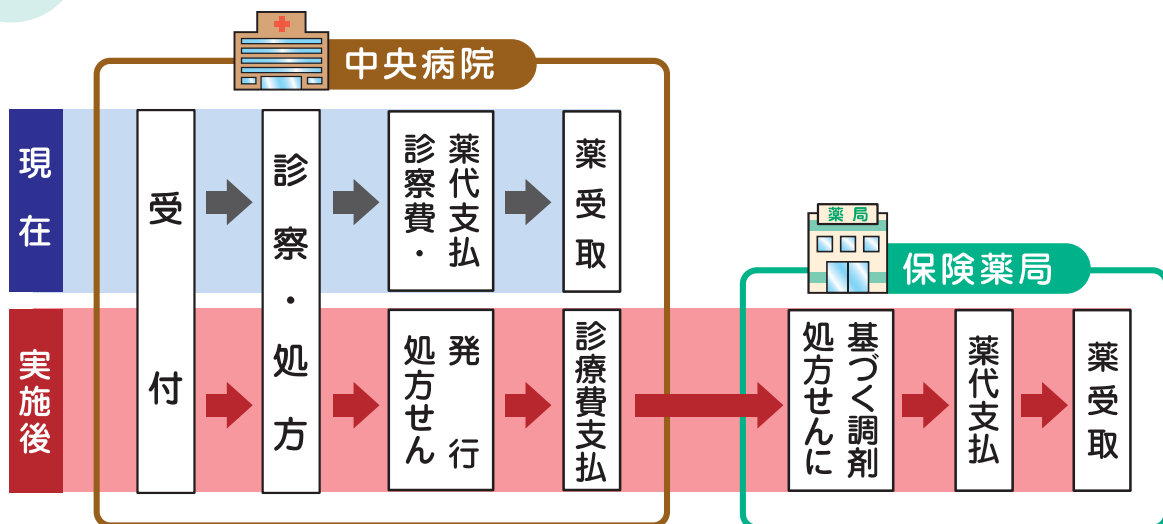 中央病院
現在
受付
診察・処方
診察費・
薬代支払
薬受取
薬局
保険薬局
実施後
処方せん
発行
診療費支払
処方せんに
基づく調剤
薬代支払
薬受取